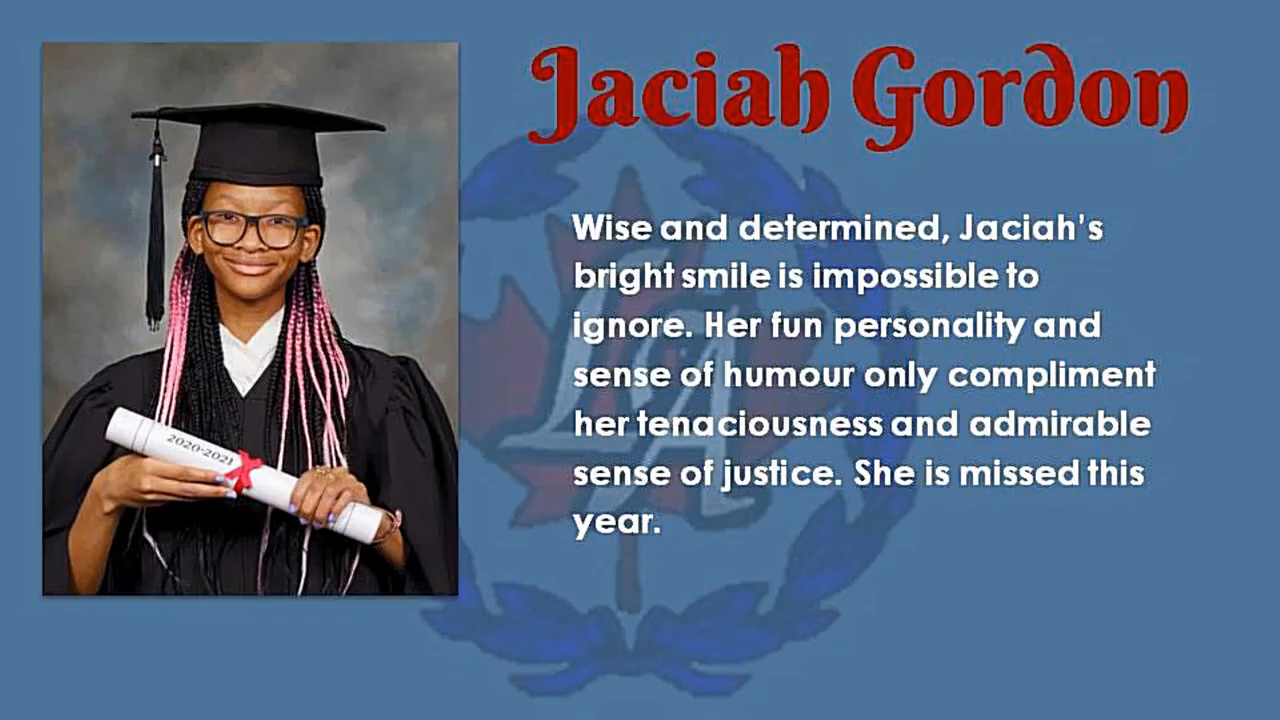 Jaciah Gordon
Wise and determined, Jaciah's
bright smile is impossible to
ignore. Her fun personality and
sense of humour only compliment
her tenaciousness and admirable
sense of justice. She is missed this
year.
2020-2021
LA